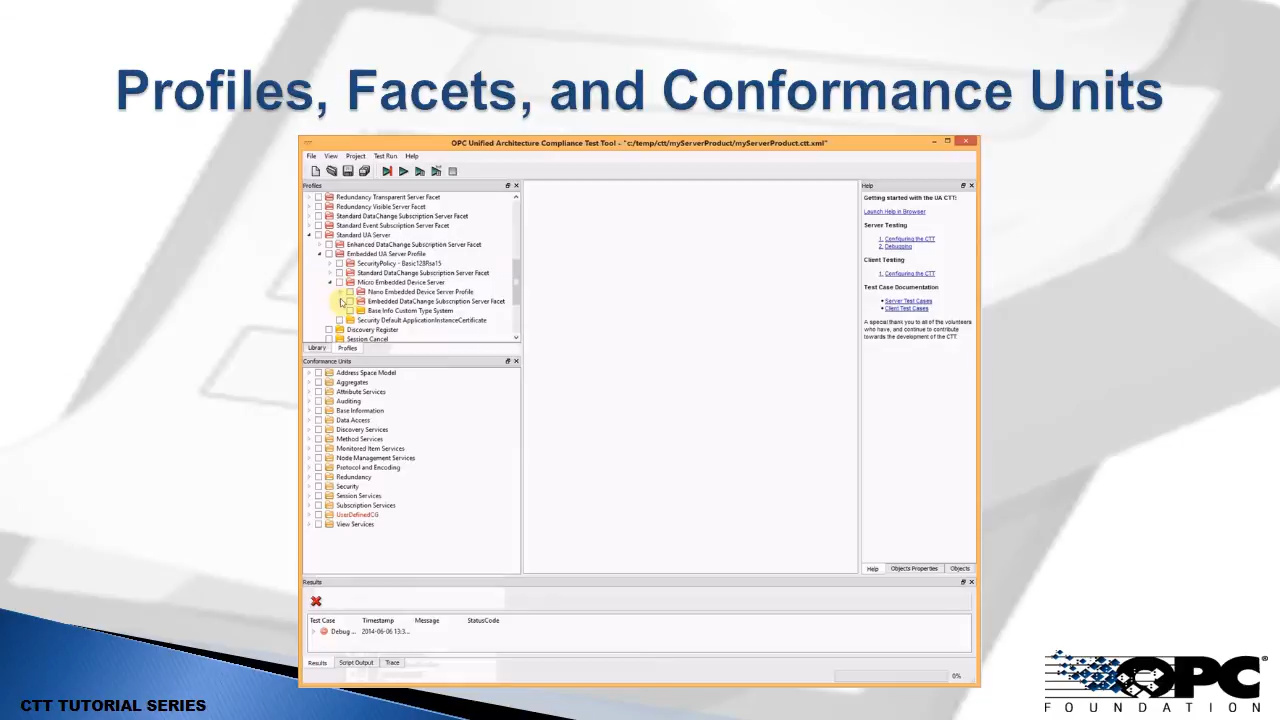 Profiles, Facets, and Conformance Units
OPC Unified Architecture Compliance Test Tool - "c:/temp/ctt/myServerProduct/myServerProduct.ctt.xml"
File View Project Test Run Help
Profiles
Redundancy Transparent Server Facet
Redundancy Visible Server Facet
Standard DataChange Subscription Server Facet
Standard Event Subscription Server Facet
Standard UA Server
Enhanced DataChange Subscription Server Facet
Embedded UA Server Profile
SecurityPolicy - Basic128Rsa15
Standard DataChange Subscription Server Facet
Micro Embedded Device Server
Nano Embedded Device Server Profile
Embedded DataChange Subscription Server Facet
Base Info Custom Type System
Security Default ApplicationInstanceCertificate
Discovery Register
Session Cancel
Library Profiles
Conformance Units
Address Space Model
Aggregates
Attribute Services
Auditing
Base Information
Data Access
Discovery Services
Method Services
Monitored Item Services
Node Management Services
Protocol and Encoding
Redundancy
Security
Session Services
Subscription Services
UserDefinedCG
View Services
Help
Getting started with the UA CTT:
Launch Help in Browser
Server Testing
1. Configuring the CTT
2. Debugging
Client Testing
1. Configuring the CTT
Test Case Documentation
• Server Test Cases
• Client Test Cases
A special thank you to all of the volunteers
who have, and continue to contribute
towards the development of the CTT.
Help Objects Properties Objects
Results
Test Case Timestamp Message StatusCode
Debug ... 2014-06-06 13:3...
Results Script Output Trace
0%
CTT TUTORIAL SERIES
OPC
FOUNDATION